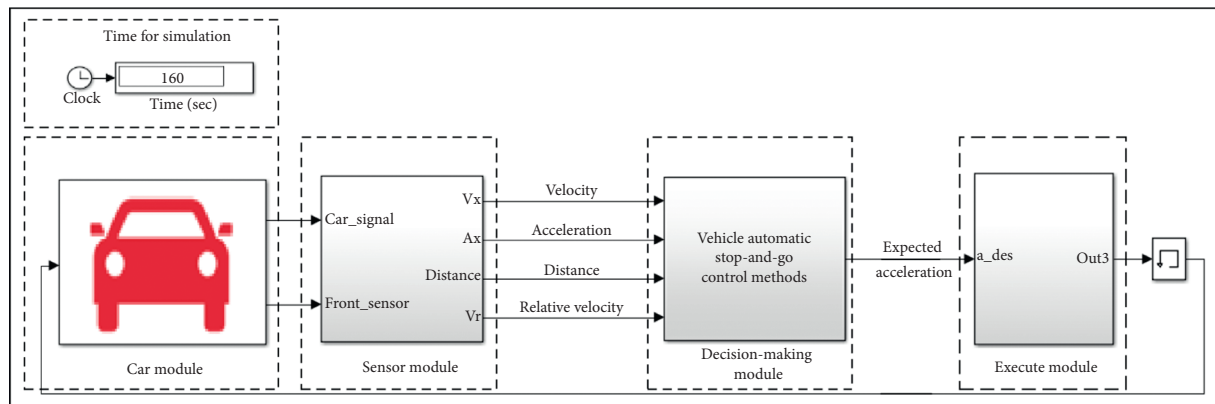 Time for simulation
160
Clock
Time (sec)
Car module
Car_signal
Front_sensor
Vx
Ax
Distance
Vr
Sensor module
Velocity
Acceleration
Distance
Relative velocity
Vehicle automatic
stop-and-go
control methods
Decision-making
module
Expected
acceleration
a_des
Out3
Execute module